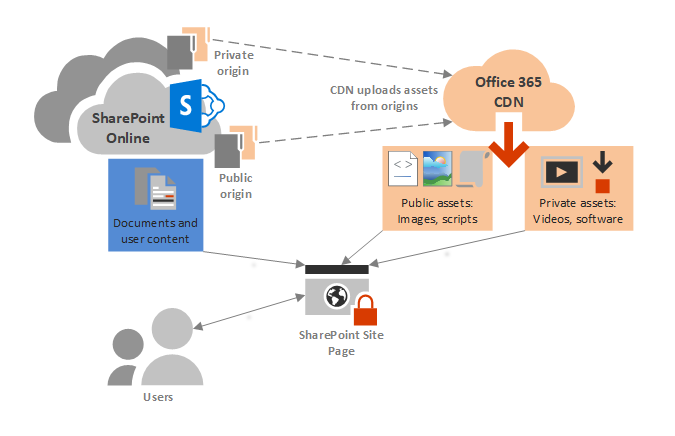 Private
origin
CDN uploads assets
from origins
Office 365
CDN
SharePoint
Online
S
Public
origin
Documents and
user content
< >
Public assets:
Images, scripts
Private assets:
Videos, software
SharePoint Site
Page
Users